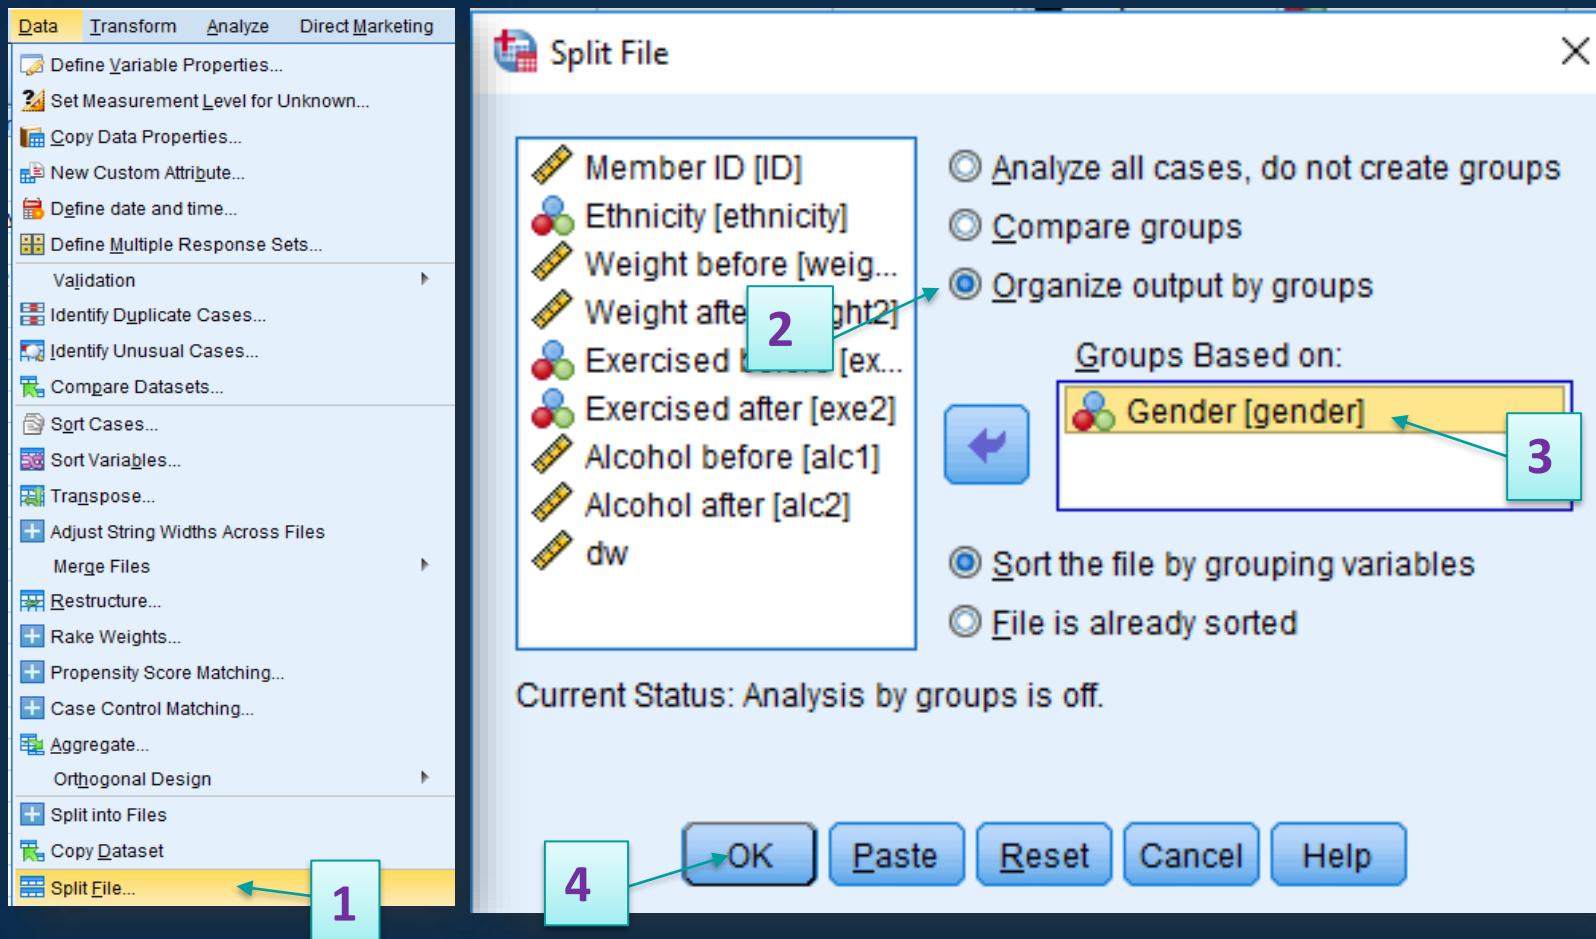 Data Transform Analyze Direct Marketing
Define Variable Properties...
Set Measurement Level for Unknown...
Copy Data Properties...
New Custom Attribute...
Define date and time...
Define Multiple Response Sets...
Validation
Identify Duplicate Cases...
Identify Unusual Cases...
Compare Datasets...
Sort Cases...
Sort Variables...
Transpose...
Adjust String Widths Across Files
Merge Files
Restructure...
Rake Weights...
Propensity Score Matching...
Case Control Matching...
Aggregate...
Orthogonal Design
Split into Files
Copy Dataset
Split File...
1
Split File
Member ID [ID]
Ethnicity [ethnicity]
Weight before [weig...
Weight afte ght2]
Exercised [ex...
Exercised after [exe2]
Alcohol before [alc1]
Alcohol after [alc2]
dw
Analyze all cases, do not create groups
Compare groups
Organize output by groups
2
Groups Based on:
Gender [gender]
3
Sort the file by grouping variables
File is already sorted
Current Status: Analysis by groups is off.
OK Paste Reset Cancel Help
4